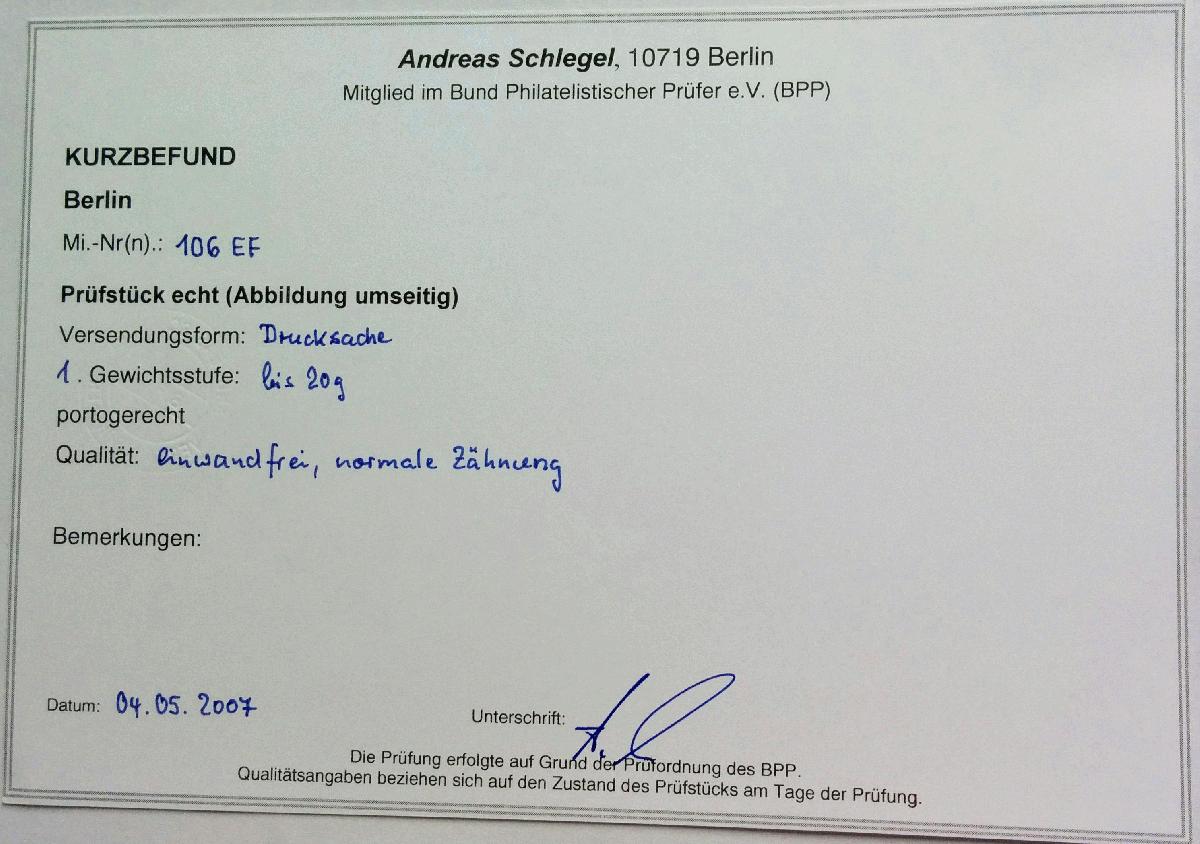 Andreas Schlegel, 10719 Berlin
Mitglied im Bund Philatelistischer Prüfer e.V. (BPP)
KURZBEFUND
Berlin
Mi.-Nr(n).: 106 EF
Prüfstück echt (Abbildung umseitig)
Versendungsform: Drucksache
1. Gewichtsstufe: bis 20g
portogerecht
Qualität: einwandfrei, normale Zähnung
Bemerkungen:
Datum: 04.05.2007 Unterschrift:
Die Prüfung erfolgte auf Grund der Prüfordnung des BPP.
Qualitätsangaben beziehen sich auf den Zustand des Prüfstücks am Tage der Prüfung.